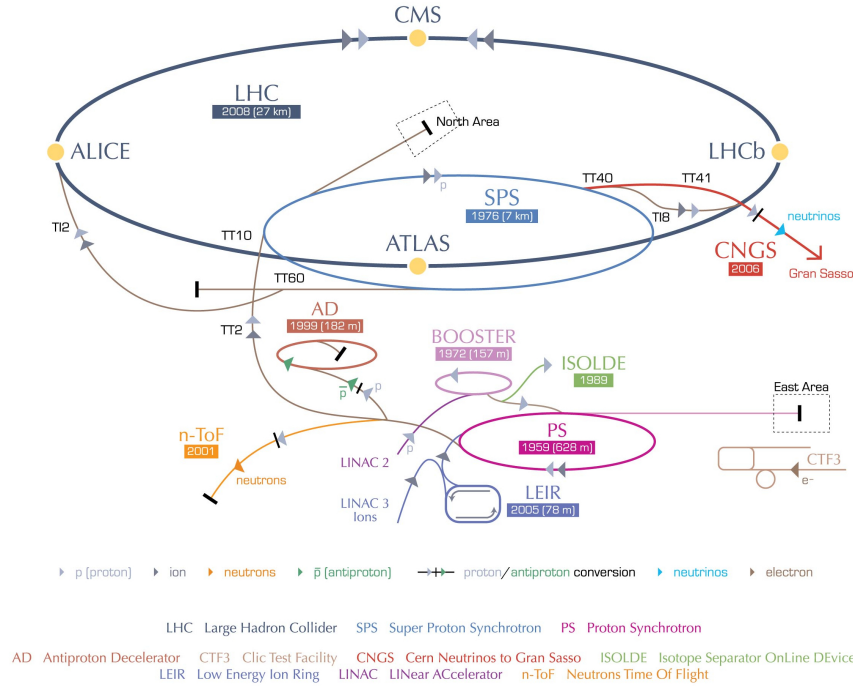 CMS
LHC
2008 (27 km)
North Area
ALICE
LHCb
TT40
TT41
p
SPS
1976 (7 km)
TI8
neutrinos
TI2
TT10
ATLAS
CNGS
2006
Gran Sasso
TT60
AD
1999 (182 m)
TT2
BOOSTER
1972 (157 m)
ISOLDE
1989
p̄
p
East Area
n-ToF
2001
PS
1959 (628 m)
p
LINAC 2
neutrons
CTF3
e-
LEIR
2005 (78 m)
LINAC 3
Ions
p (proton)
ion
neutrons
p̄ (antiproton)
proton/antiproton conversion
neutrinos
electron
LHC Large Hadron Collider SPS Super Proton Synchrotron PS Proton Synchrotron
AD Antiproton Decelerator CTF3 Clic Test Facility CNGS Cern Neutrinos to Gran Sasso ISOLDE Isotope Separator OnLine DEvice
LEIR Low Energy Ion Ring LINAC LINear ACcelerator n-ToF Neutrons Time Of Flight